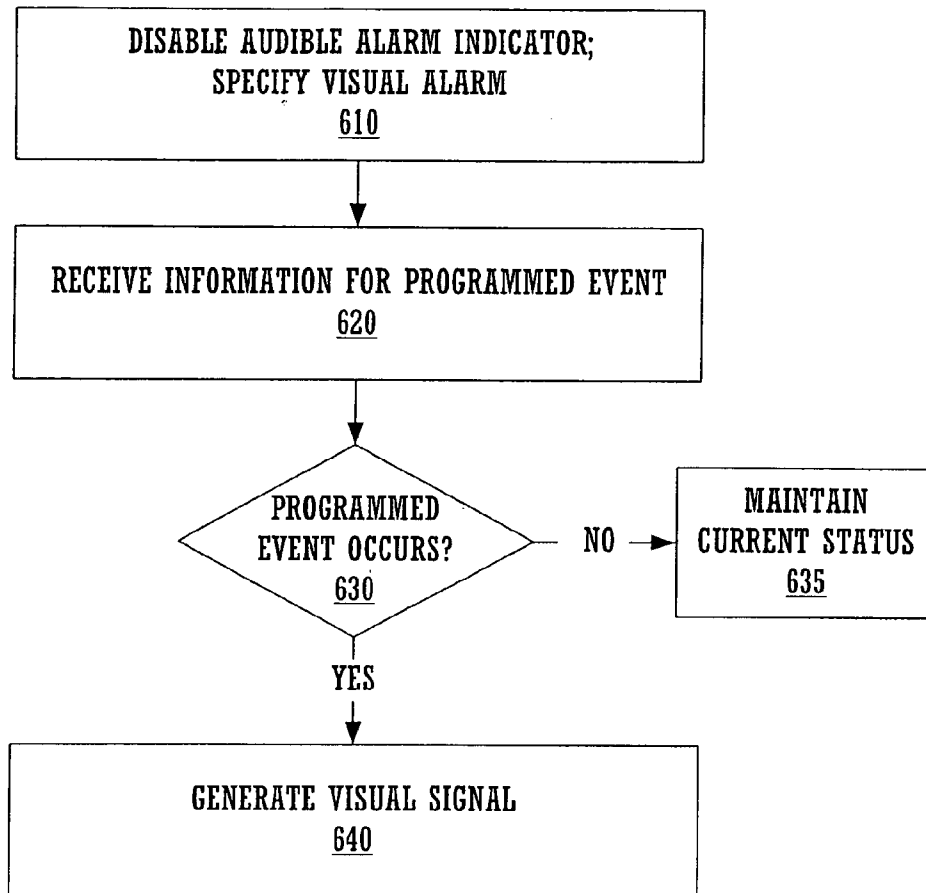 DISABLE AUDIBLE ALARM INDICATOR;
SPECIFY VISUAL ALARM
610
RECEIVE INFORMATION FOR PROGRAMMED EVENT
620
PROGRAMMED
EVENT OCCURS?
630
NO
MAINTAIN
CURRENT STATUS
635
YES
GENERATE VISUAL SIGNAL
640